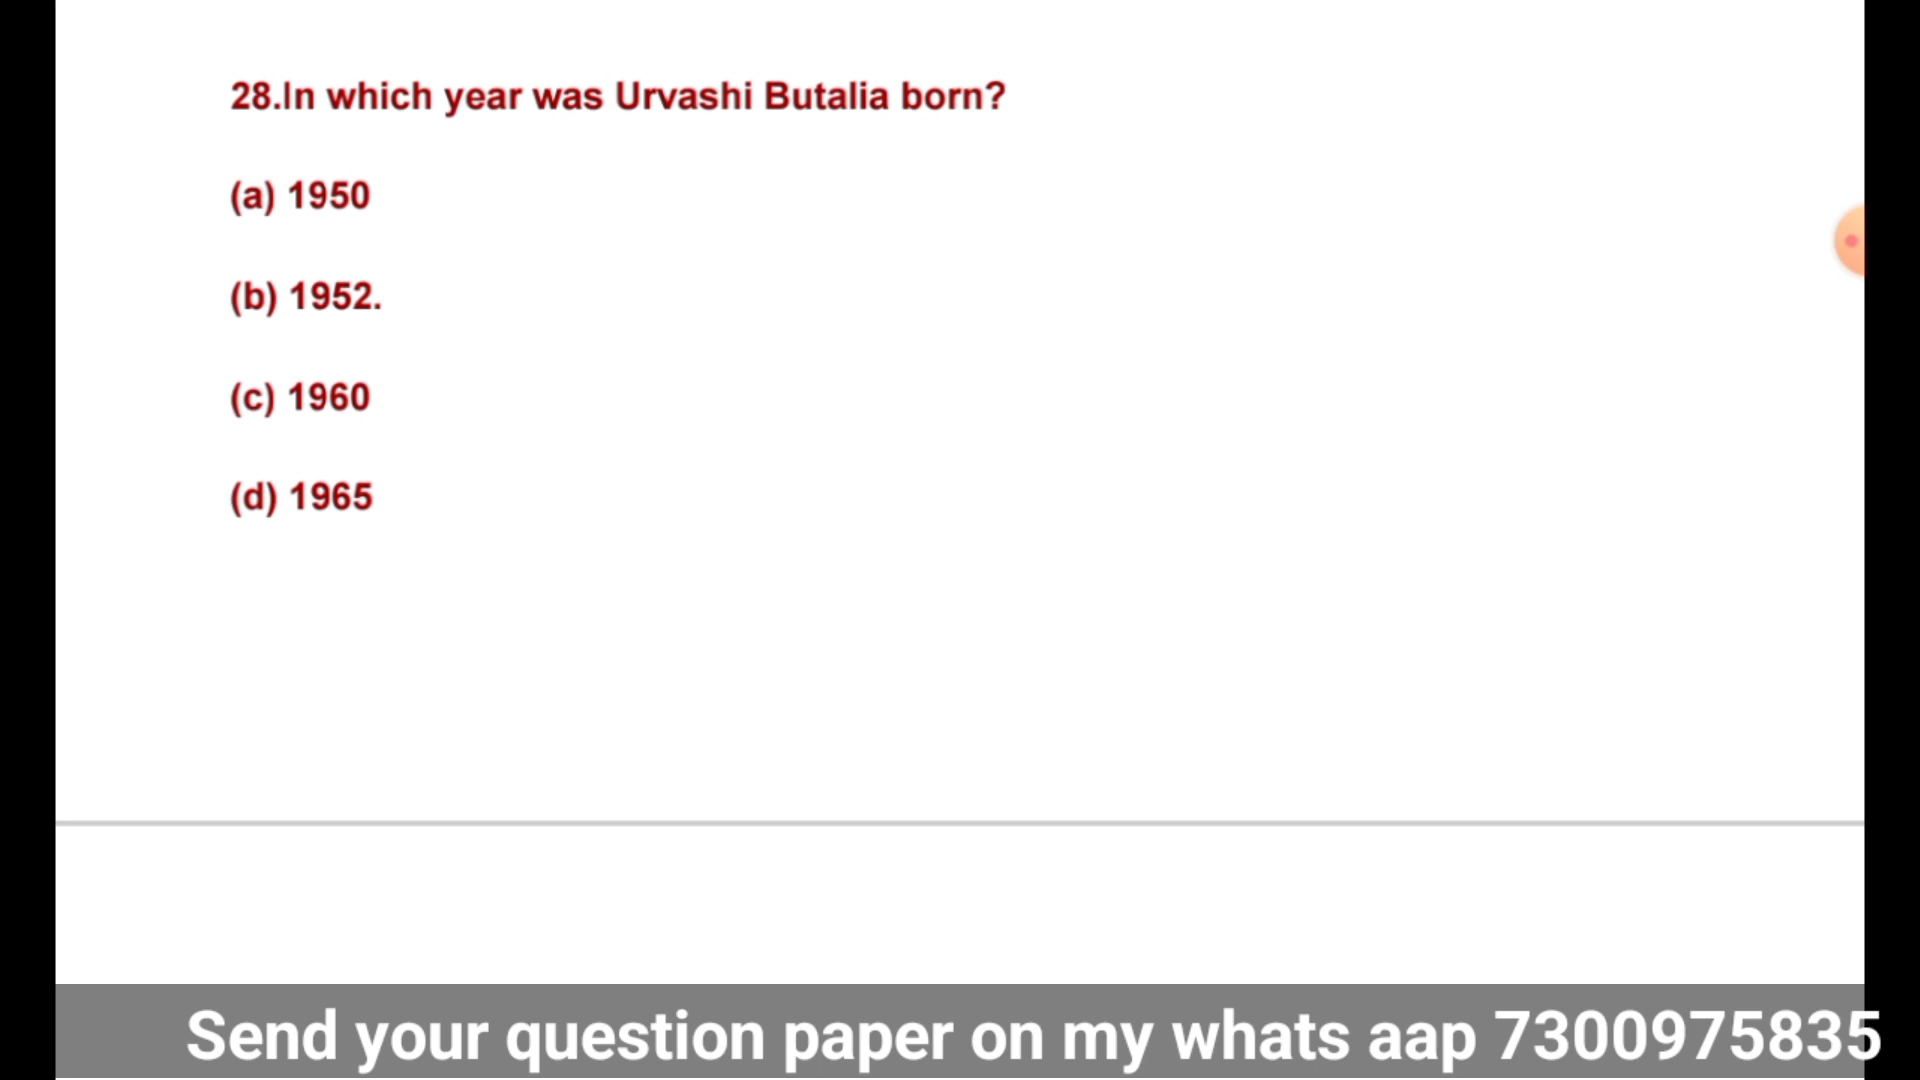 28.In which year was Urvashi Butalia born?
(a) 1950
(b) 1952.
(c) 1960
(d) 1965
Send your question paper on my whats aap 7300975835